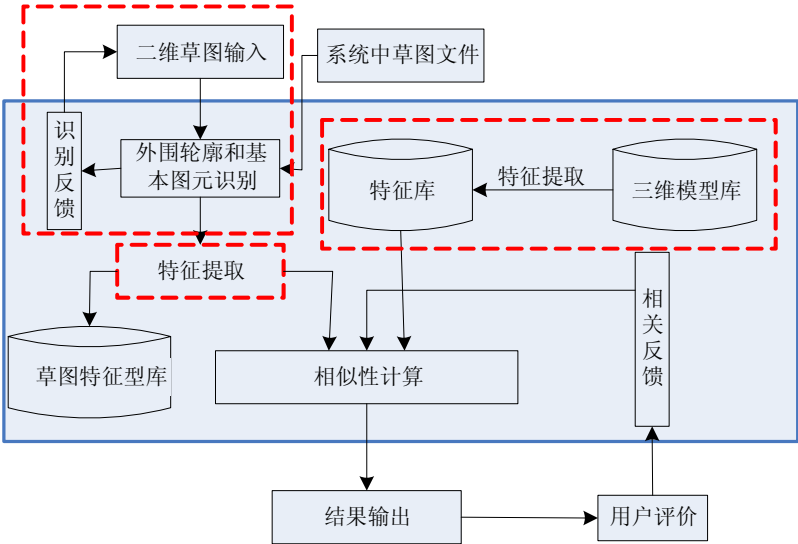 二维草图输入
系统中草图文件
识别反馈
外围轮廓和基
本图元识别
特征库
特征提取
三维模型库
特征提取
草图特征型库
相似性计算
相关反馈
结果输出
用户评价